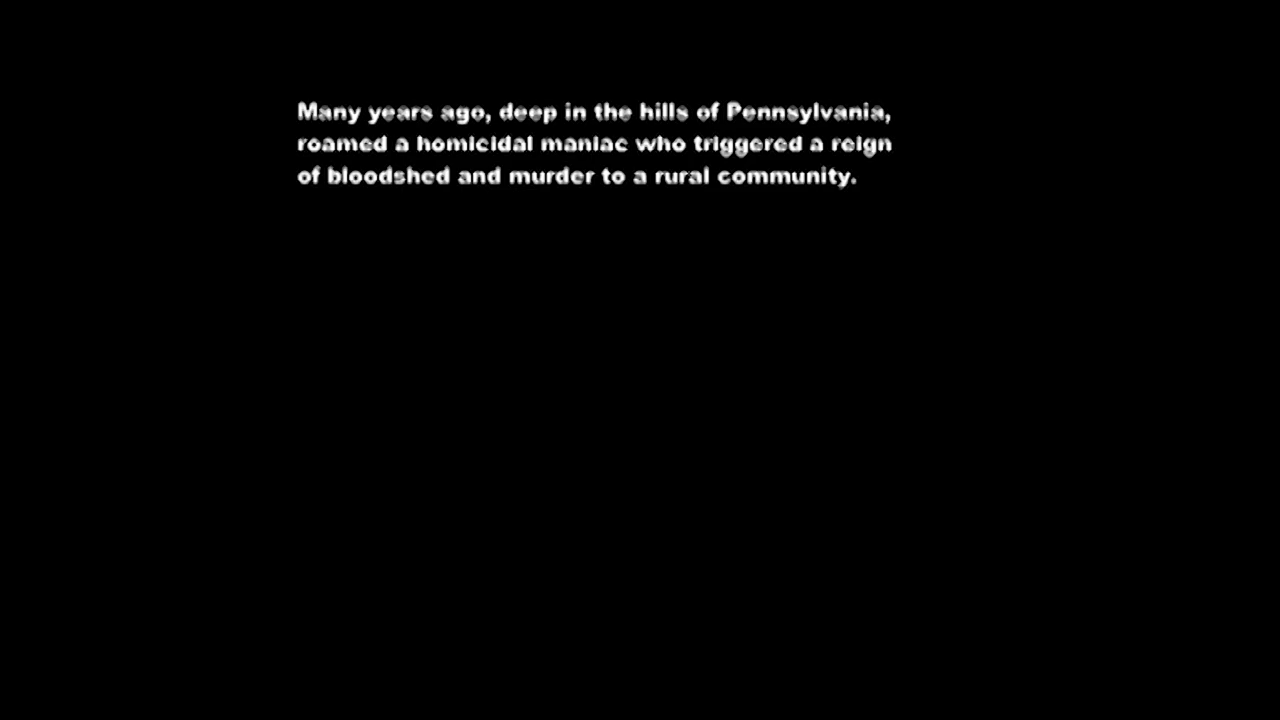 Many years ago, deep in the hills of Pennsylvania,
roamed a homicidal maniac who triggered a reign
of bloodshed and murder to a rural community.